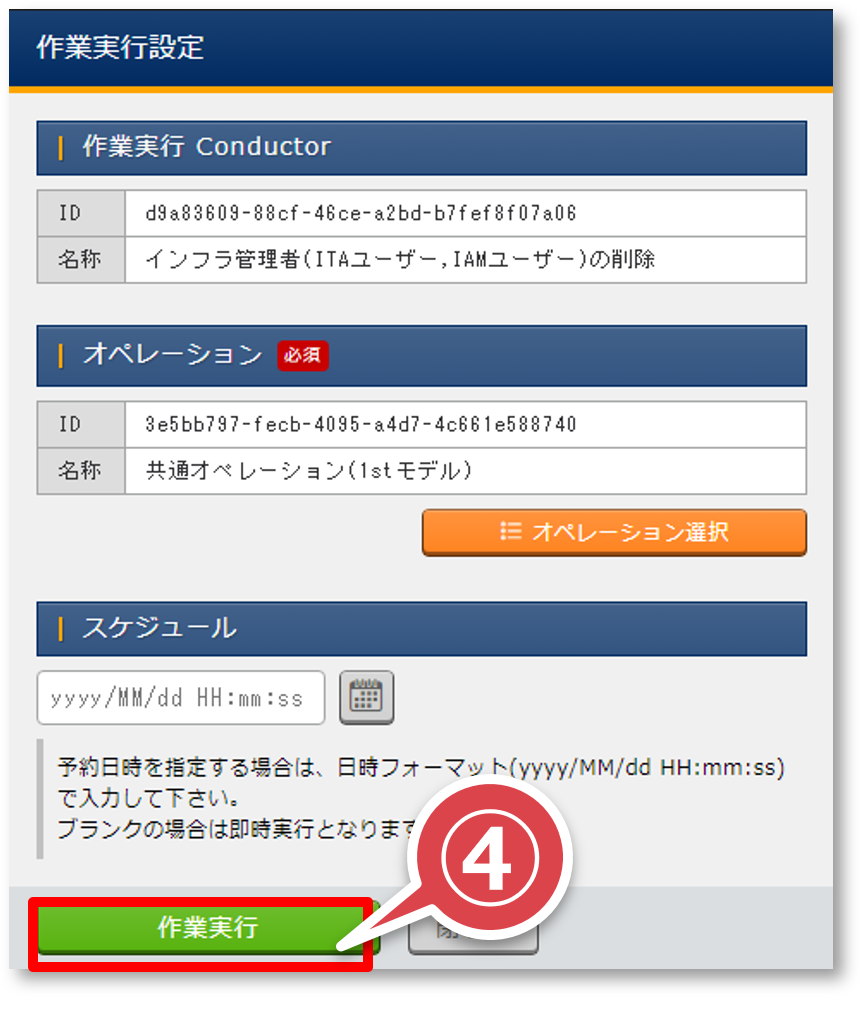 作業実行設定
作業実行 Conductor
ID d9a83609-88cf-46ce-a2bd-b7fef8f07a06
名称 インフラ管理者(ITAユーザー,IAMユーザー)の削除
オペレーション 必須
ID 3e5bb797-fecb-4095-a4d7-4c661e588740
名称 共通オペレーション(1stモデル)
オペレーション選択
スケジュール
yyyy/MM/dd HH:mm:ss
予約日時を指定する場合は、日時フォーマット(yyyy/MM/dd HH:mm:ss)
で入力して下さい。
ブランクの場合は即時実行となります
4
作業実行